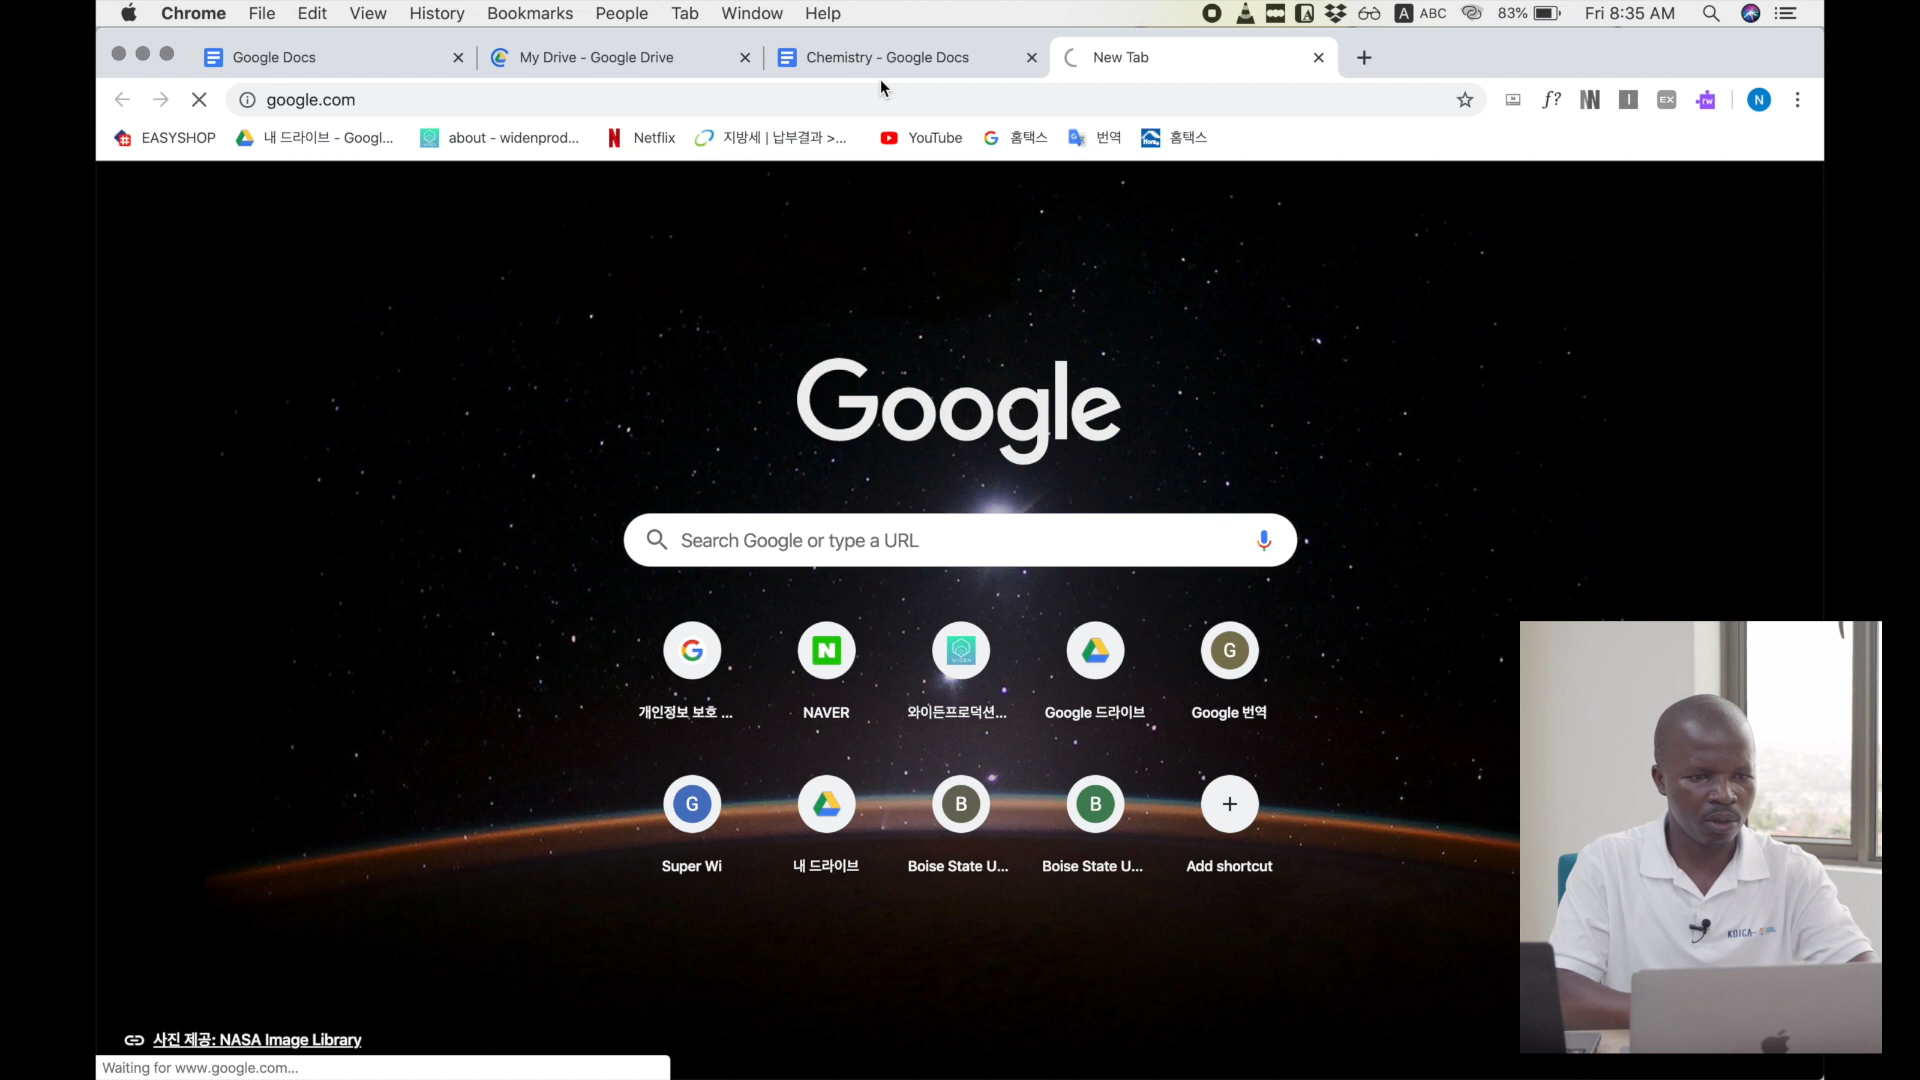 Chrome File Edit View History Bookmarks People Tab Window Help A ABC 83% Fri 8:35 AM
Google Docs My Drive - Google Drive Chemistry - Google Docs New Tab
google.com f? EX rw N
EASYSHOP 내 드라이브 - Googl... about - widenprod... Netflix 지방세 | 납부결과 >... YouTube 홈택스 번역 홈택스
Google
Search Google or type a URL
G N G
개인정보 보호 ... NAVER 와이든프로덕션... Google 드라이브 Google 번역
G B B
Super Wi 내 드라이브 Boise State U... Boise State U... Add shortcut
KOICA
사진 제공: NASA Image Library
Waiting for www.google.com...